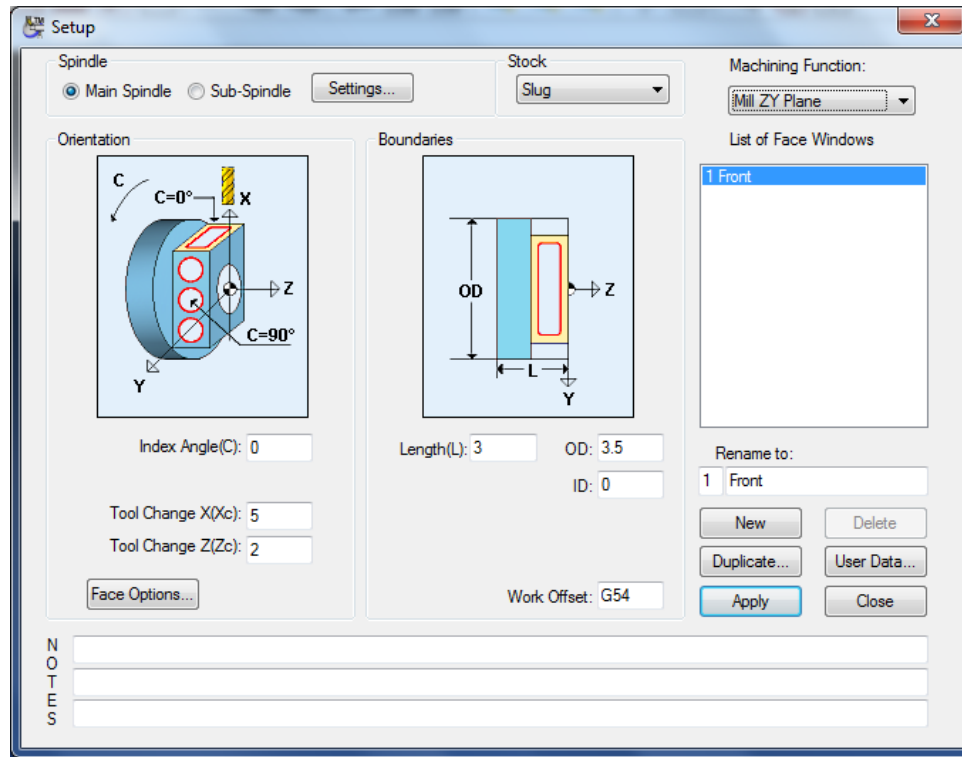 Setup
Spindle
Main Spindle
Sub-Spindle
Settings...
Stock
Slug
Machining Function:
Mill ZY Plane
Orientation
C
C=0°
X
Z
C=90°
Y
Index Angle(C): 0
Tool Change X(Xc): 5
Tool Change Z(Zc): 2
Face Options...
Boundaries
OD
Z
L
Y
Length(L): 3
OD: 3.5
ID: 0
Work Offset: G54
List of Face Windows
1 Front
Rename to:
1 Front
New
Delete
Duplicate...
User Data...
Apply
Close
NOTES